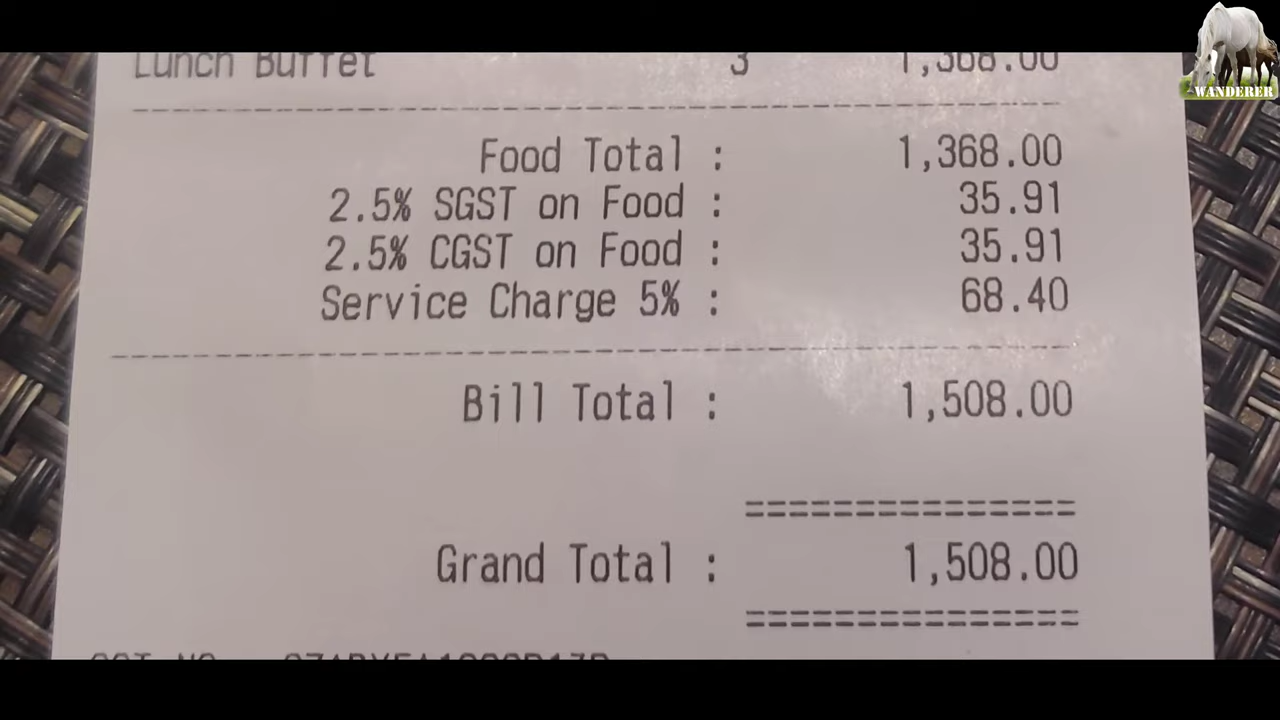 WANDERER
Lunch Buffet 3 1,368.00
Food Total : 1,368.00
2.5% SGST on Food : 35.91
2.5% CGST on Food : 35.91
Service Charge 5% : 68.40
Bill Total : 1,508.00
===============
Grand Total : 1,508.00
===============